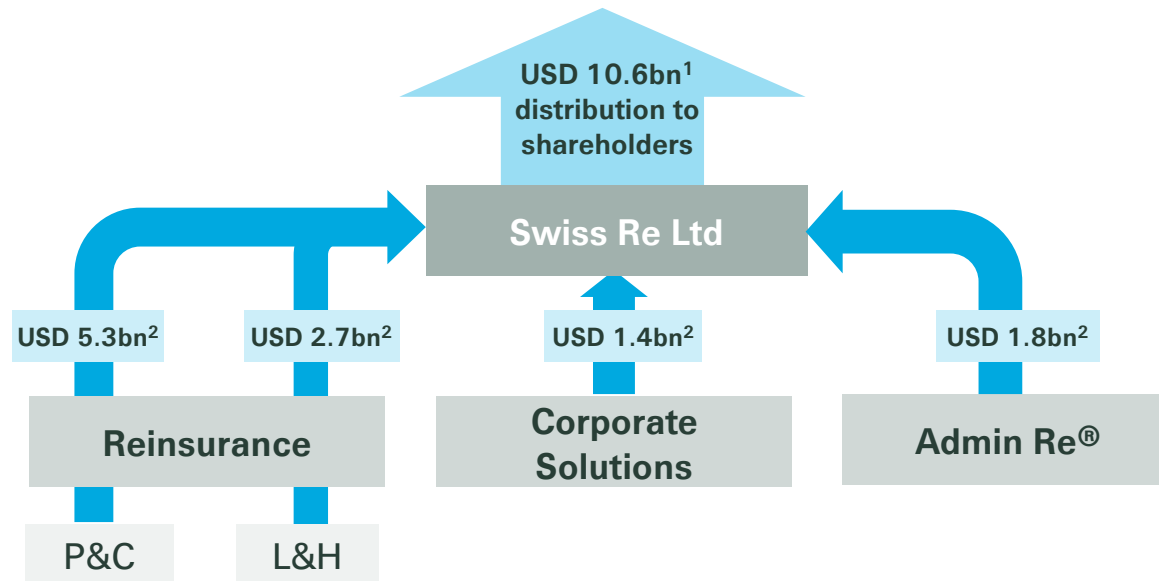 USD 10.6bn¹
distribution to
shareholders
Swiss Re Ltd
USD 5.3bn²
USD 2.7bn²
USD 1.4bn²
USD 1.8bn²
Reinsurance
Corporate
Solutions
Admin Re®
P&C
L&H